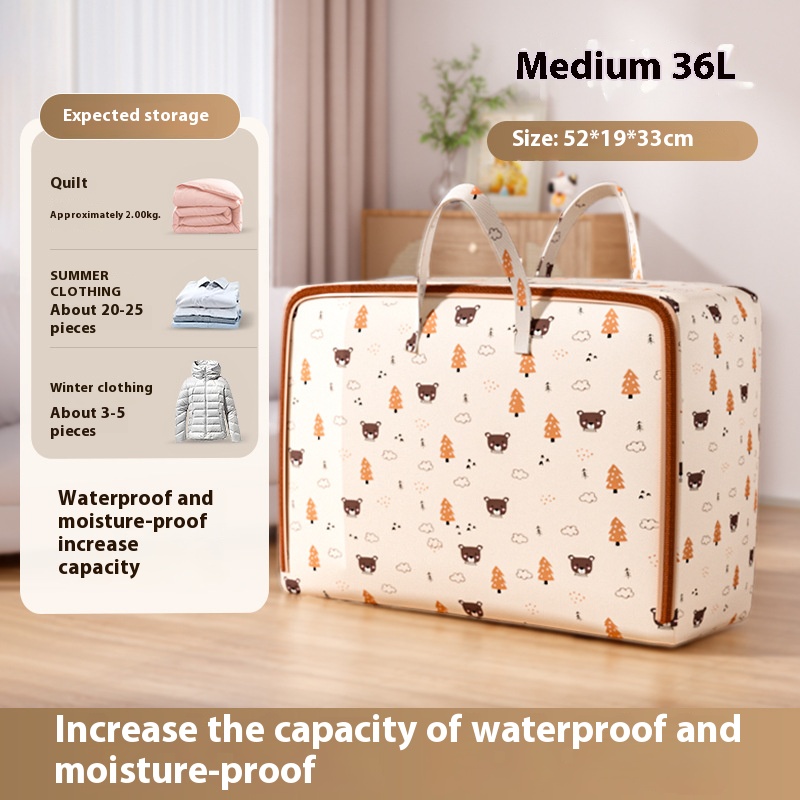 Medium 36L
Size: 52*19*33cm
Expected storage
Quilt
Approximately 2.00kg.
SUMMER
CLOTHING
About 20-25
pieces
Winter clothing
About 3-5
pieces
Waterproof and
moisture-proof
increase
capacity
Increase the capacity of waterproof and
moisture-proof